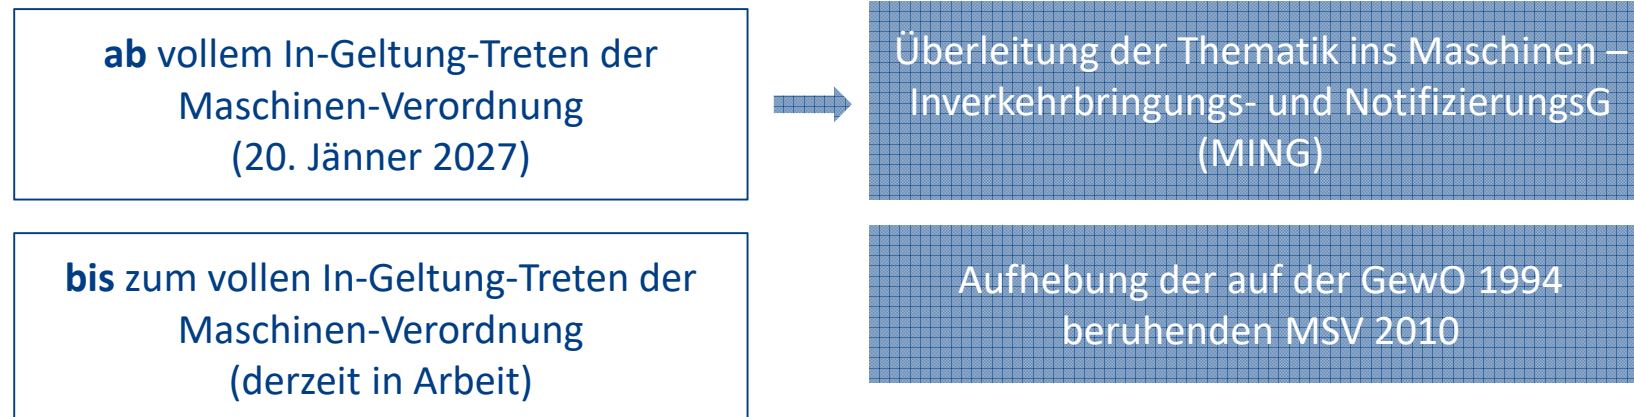 ab vollem In-Geltung-Treten der
Maschinen-Verordnung
(20. Jänner 2027)
Überleitung der Thematik ins Maschinen –
Inverkehrbringungs- und NotifizierungsG
(MING)
bis zum vollen In-Geltung-Treten der
Maschinen-Verordnung
(derzeit in Arbeit)
Aufhebung der auf der GewO 1994
beruhenden MSV 2010